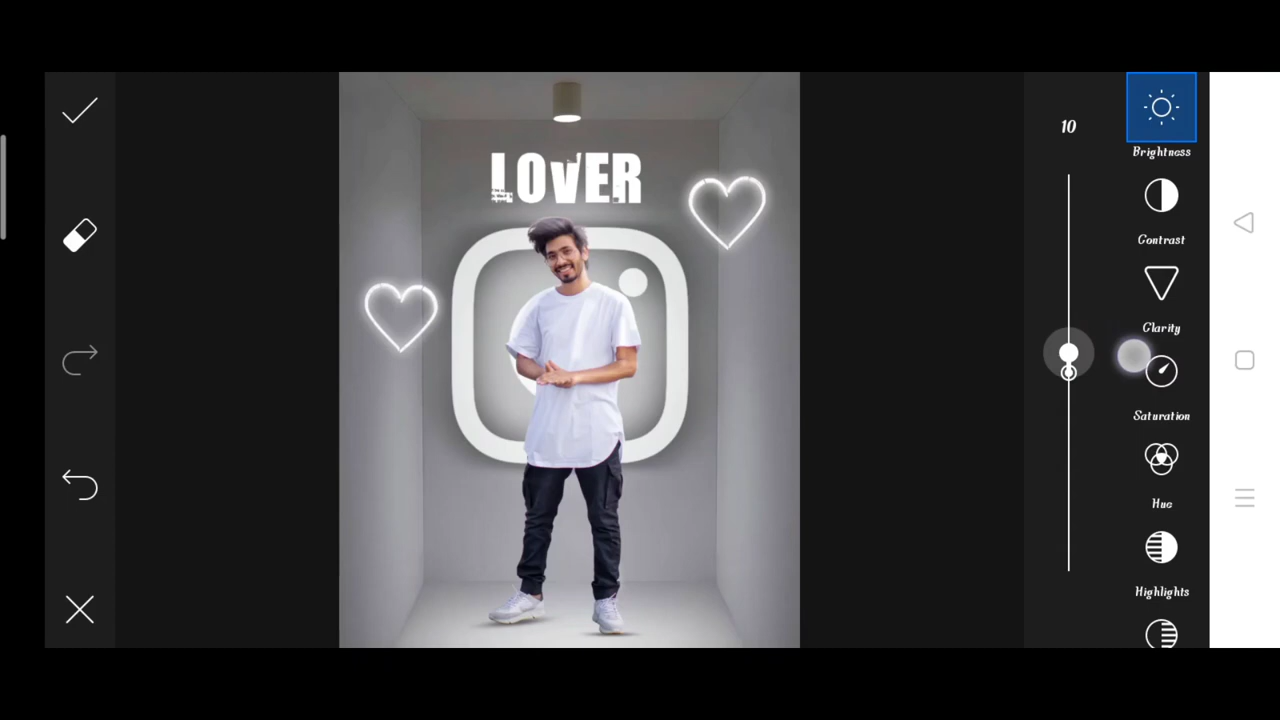 LOVER
10
Brightness
Contrast
Clarity
Saturation
Hue
Highlights